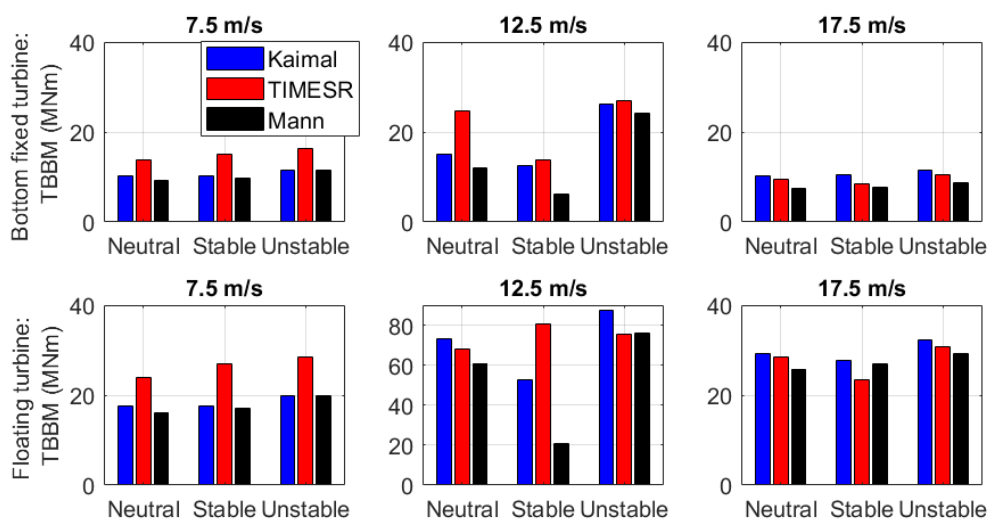 7.5 m/s
12.5 m/s
17.5 m/s
Bottom fixed turbine:
TBBM (MNm)
40
20
0
Kaimal
TIMESR
Mann
Neutral Stable Unstable
40
20
0
Neutral Stable Unstable
40
20
0
Neutral Stable Unstable
7.5 m/s
12.5 m/s
17.5 m/s
Floating turbine:
TBBM (MNm)
40
20
0
Neutral Stable Unstable
80
60
40
20
0
Neutral Stable Unstable
40
20
0
Neutral Stable Unstable